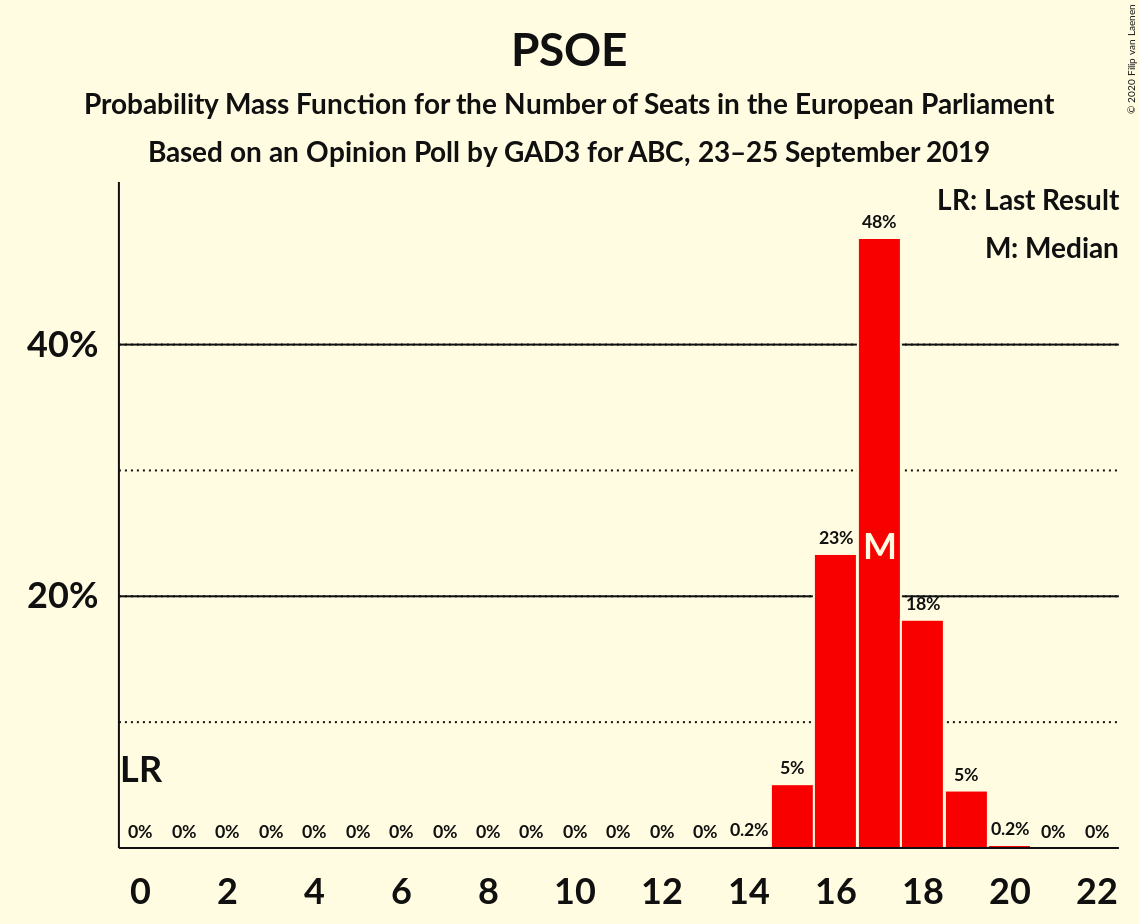 PSOE
Probability Mass Function for the Number of Seats in the European Parliament
Based on an Opinion Poll by GAD3 for ABC, 23–25 September 2019
© 2020 Filip van Laenen
LR: Last Result
M: Median
48%
40%
23%
M
20%
18%
LR
5%
5%
0% 0% 0% 0% 0% 0% 0% 0% 0% 0% 0% 0% 0% 0% 0.2% 0.2% 0% 0%
0 2 4 6 8 10 12 14 16 18 20 22